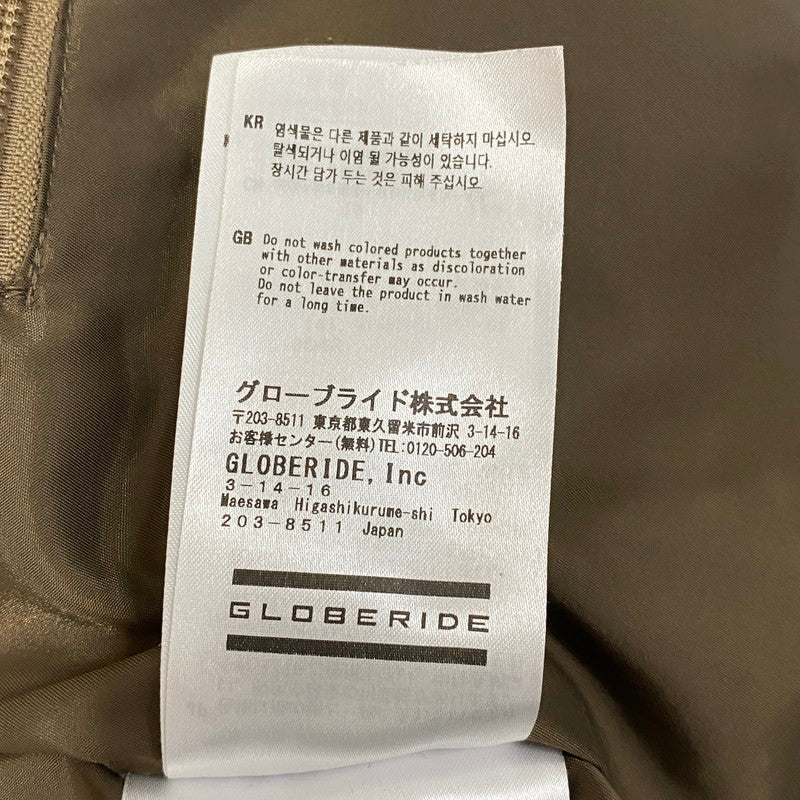 KR 염색물은 다른 제품과 같이 세탁하지 마십시오.
탈색되거나 이염 될 가능성이 있습니다.
장시간 담가 두는 것은 피해 주십시오.
GB Do not wash colored products together
with other materials as discoloration
or color-transfer may occur.
Do not leave the product in wash water
for a long time.
グローブライド株式会社
〒203-8511 東京都東久留米市前沢 3-14-16
お客様センター(無料)TEL:0120-506-204
GLOBERIDE, Inc
3-14-16
Maesawa Higashikurume-shi Tokyo
203-8511 Japan
GLOBERIDE